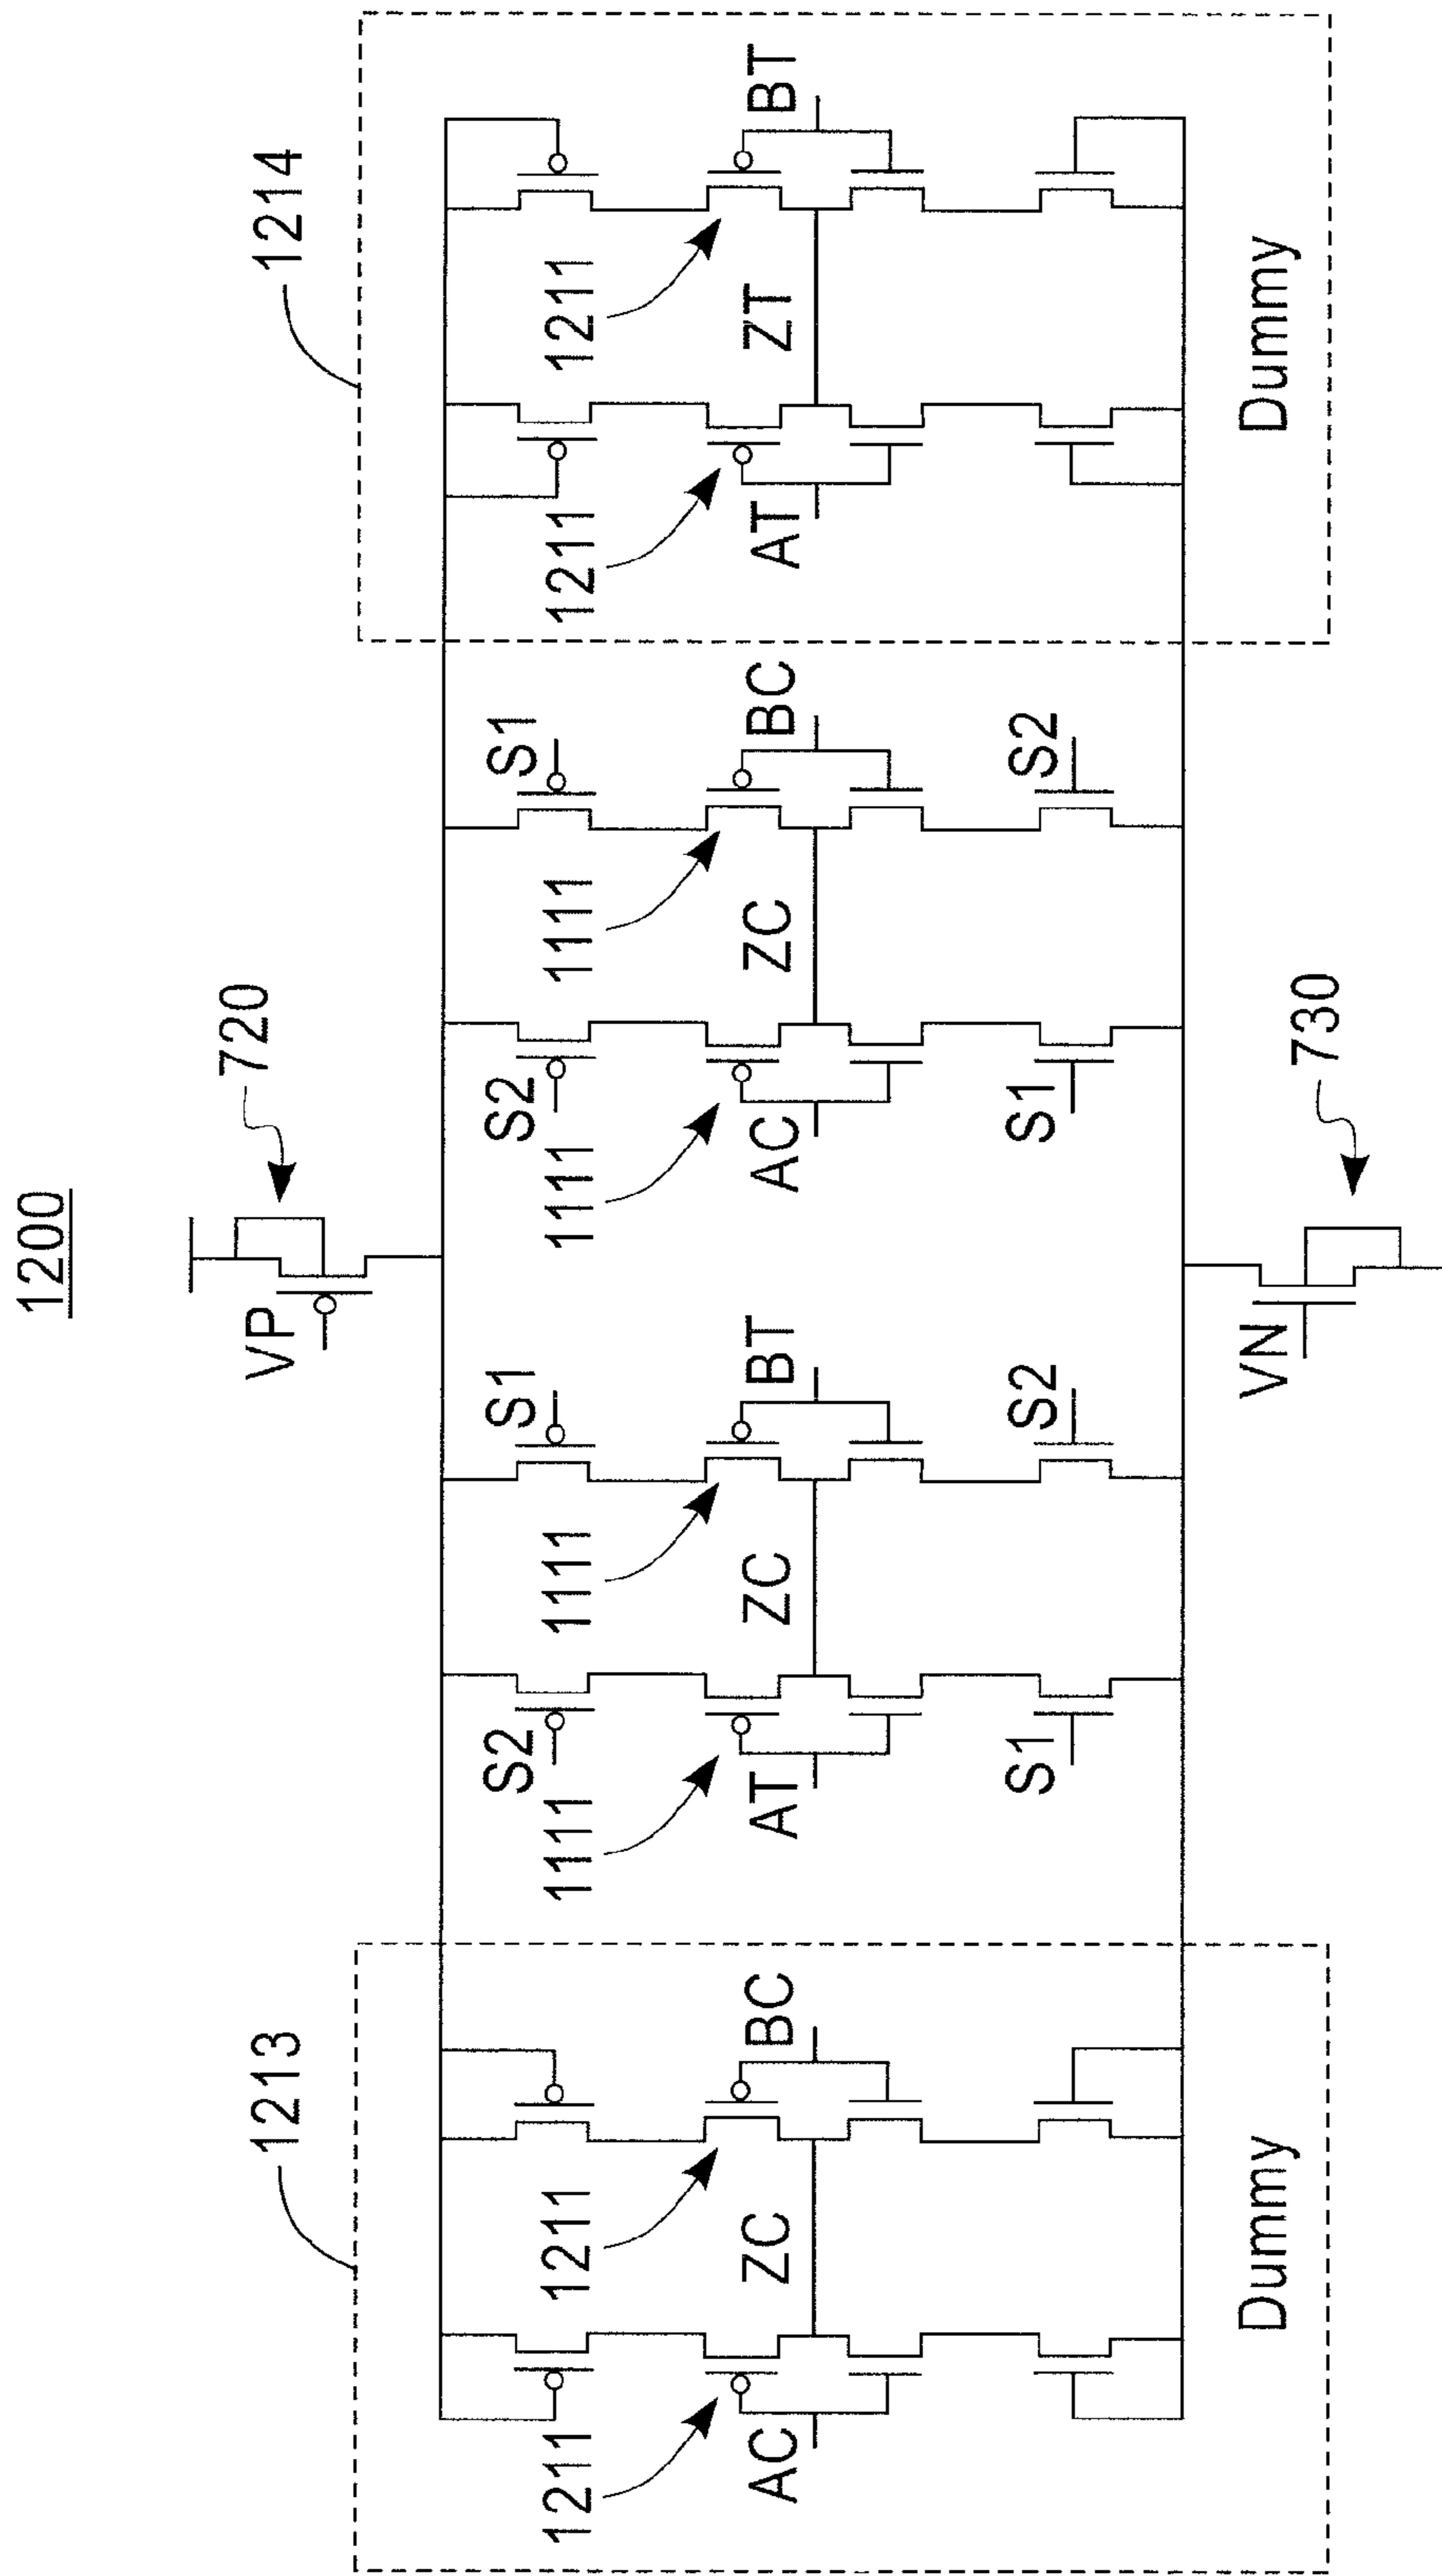 1200
1213
VP
720
1214
S2
S1
S2
S1
1211
1211
1111
1111
1111
1111
1211
1211
AC
ZC
BC
AT
ZC
BT
AC
ZC
BC
AT
ZT
BT
S1
S2
S1
S2
Dummy
VN
730
Dummy